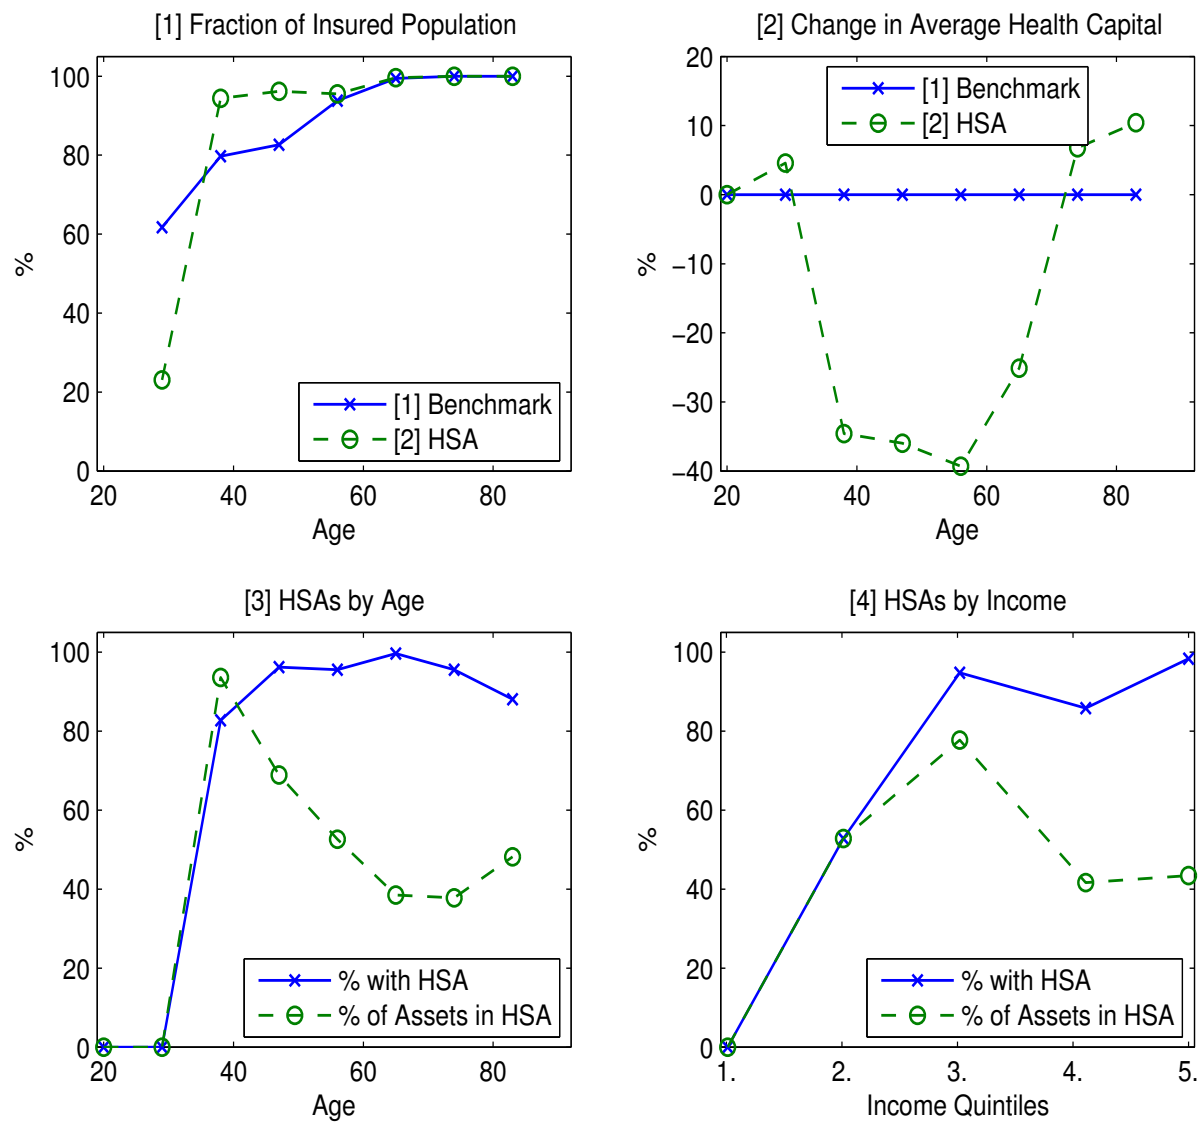 [1] Fraction of Insured Population
100
80
60
40
20
0
%
20 40 60 80
Age
[1] Benchmark
[2] HSA
[2] Change in Average Health Capital
20
10
0
−10
−20
−30
−40
%
20 40 60 80
Age
[1] Benchmark
[2] HSA
[3] HSAs by Age
100
80
60
40
20
0
%
20 40 60 80
Age
% with HSA
% of Assets in HSA
[4] HSAs by Income
100
80
60
40
20
0
%
1. 2. 3. 4. 5.
Income Quintiles
% with HSA
% of Assets in HSA